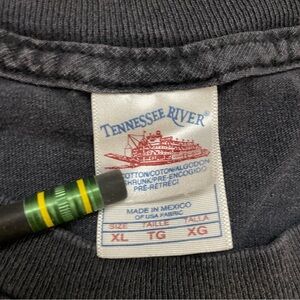 TENNESSEE RIVER®
COTTON/COTON/ALGODON
SHRUNK/PRE-ENCOGIDO
PRE-RETRECI
MADE IN MEXICO
OF USA FABRIC
SIZE TAILLE TALLA
XL TG XG